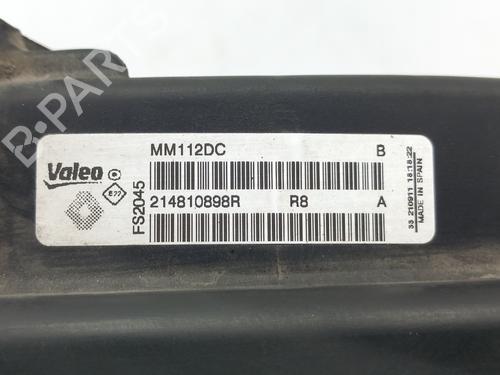 B-PARTS
Valeo
E77
FS2045
MM112DC B
214810898R R8 A
33 210911 18:18:22
MADE IN SPAIN